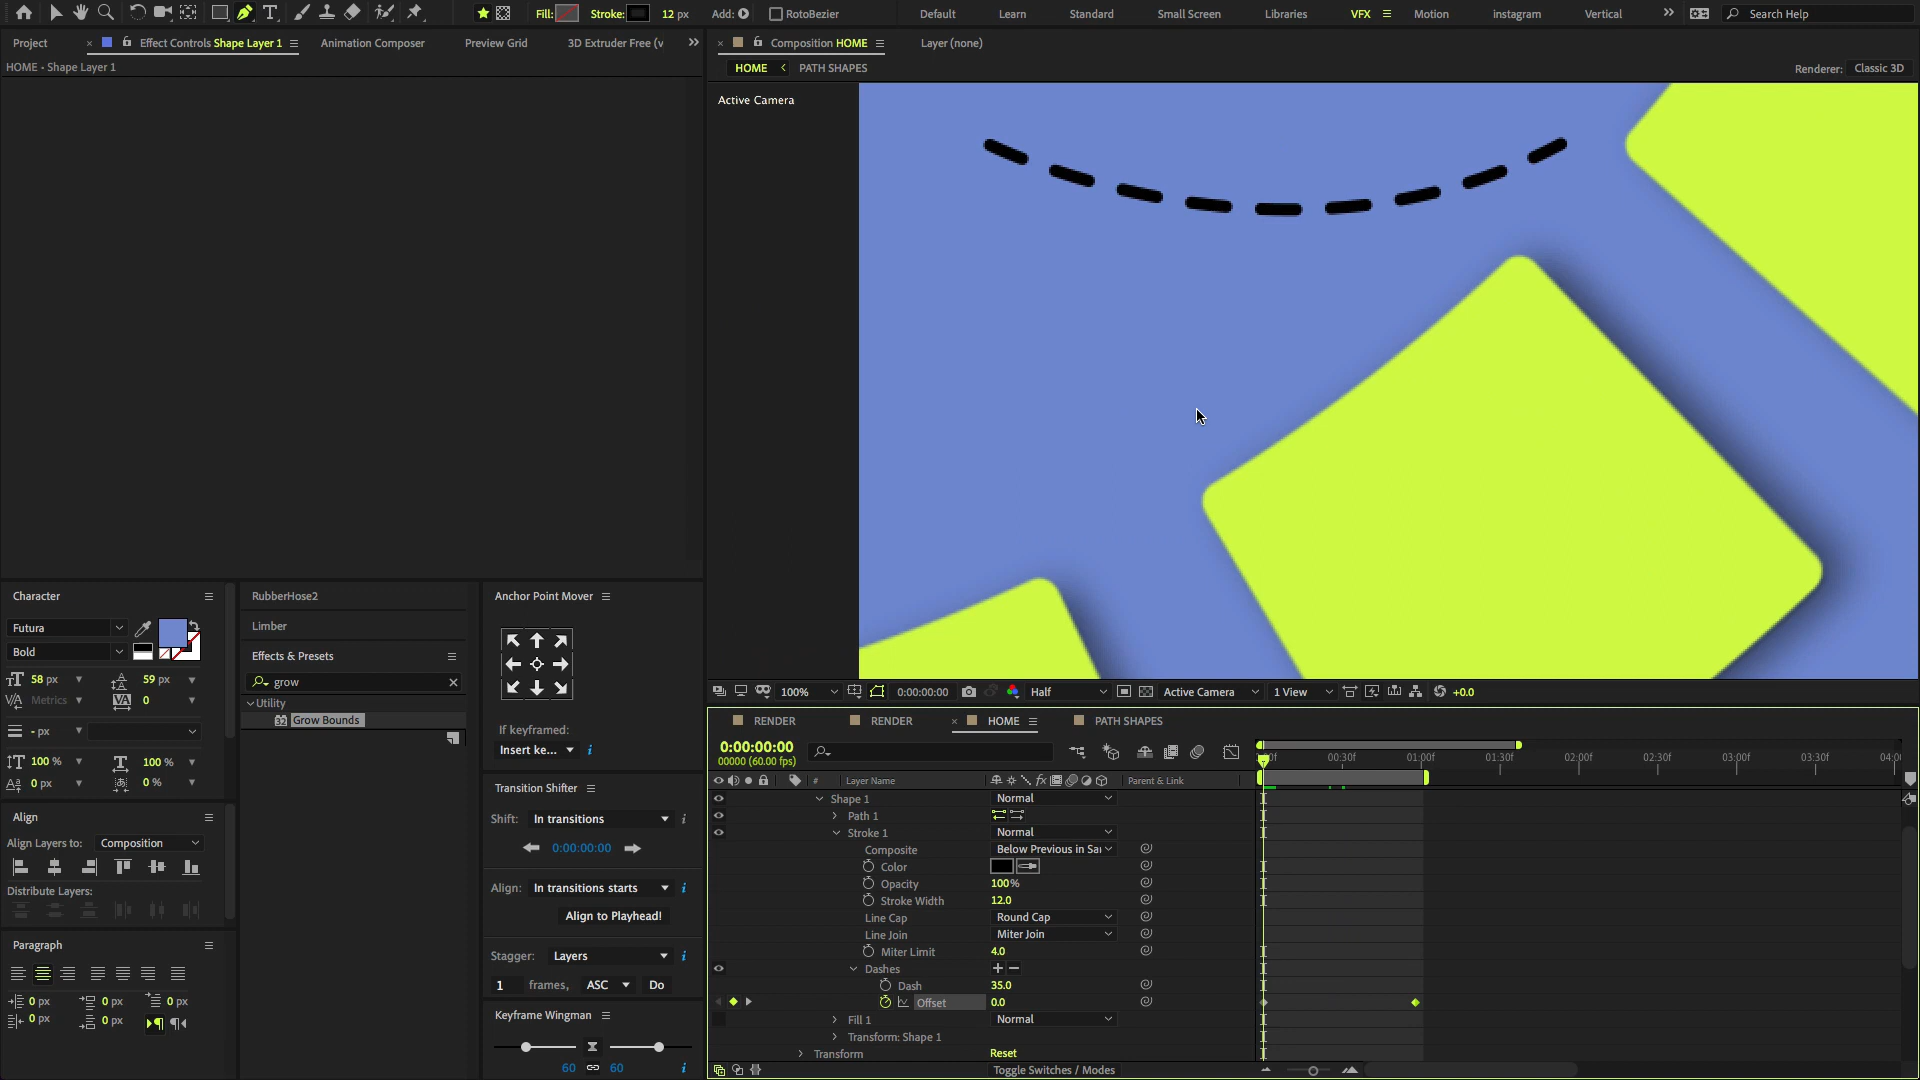 Fill: Stroke: 12 px Add: RotoBezier Default Learn Standard Small Screen Libraries VFX Motion instagram Vertical Search Help
Project Effect Controls Shape Layer 1 Animation Composer Preview Grid 3D Extruder Free (v Composition HOME Layer (none)
HOME • Shape Layer 1
HOME PATH SHAPES
Renderer: Classic 3D
Active Camera
100% 0:00:00:00 Half Active Camera 1 View +0.0
Character
Futura
Bold
58 px 59 px
Metrics 0
- px
100 % 100 %
0 px 0 %
Align
Align Layers to: Composition
Distribute Layers:
Paragraph
0 px 0 px 0 px
0 px 0 px
RubberHose2
Limber
Effects & Presets
grow
Utility
32 Grow Bounds
Anchor Point Mover
If keyframed:
Insert ke...
Transition Shifter
Shift: In transitions
0:00:00:00
Align: In transitions starts
Align to Playhead!
Stagger: Layers
1 frames, ASC Do
Keyframe Wingman
60 60
RENDER RENDER HOME PATH SHAPES
0:00:00:00
00000 (60.00 fps)
:00f 00:30f 01:00f 01:30f 02:00f 02:30f 03:00f 03:30f 04:0
# Layer Name fx Parent & Link
Shape 1 Normal
Path 1
Stroke 1 Normal
Composite Below Previous in Sa
Color
Opacity 100%
Stroke Width 12.0
Line Cap Round Cap
Line Join Miter Join
Miter Limit 4.0
Dashes + −
Dash 35.0
Offset 0.0
Fill 1 Normal
Transform: Shape 1
Transform Reset
Toggle Switches / Modes